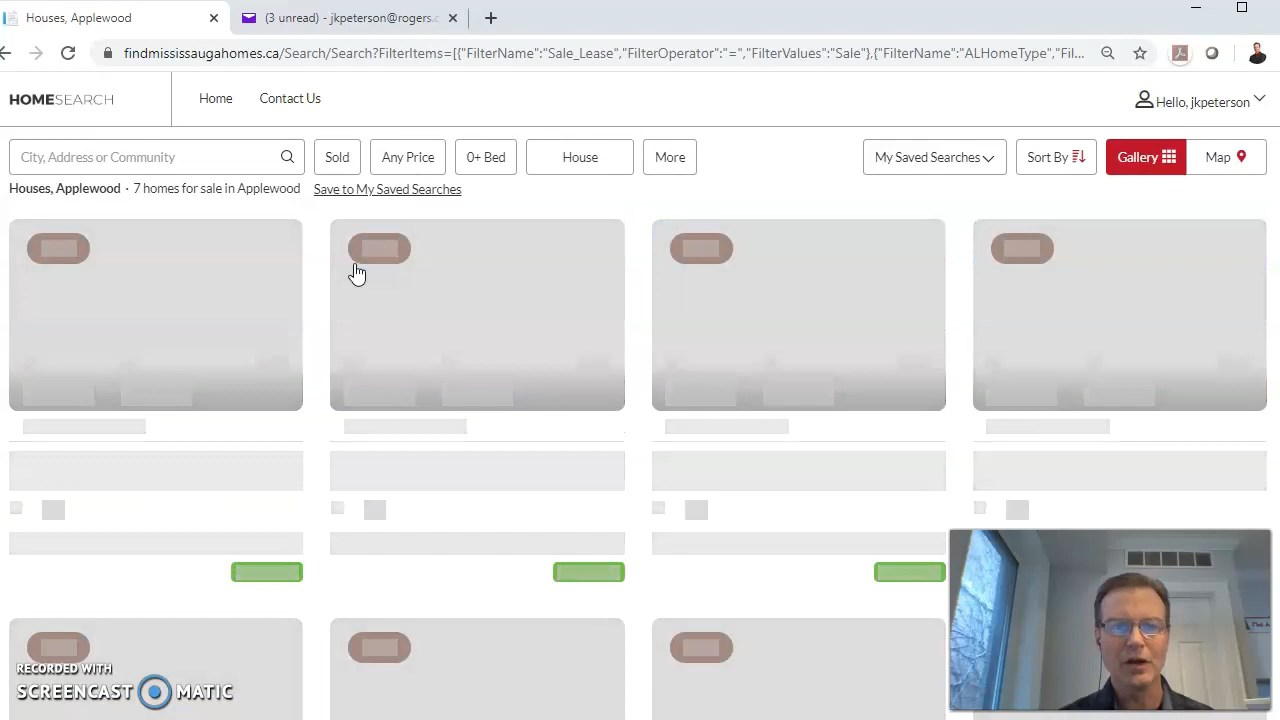 Houses, Applewood
(3 unread) - jkpeterson@rogers.c
findmississaugahomes.ca/Search/Search?FilterItems=[{"FilterName":"Sale_Lease","FilterOperator":"=","FilterValues":"Sale"},{"FilterName":"ALHomeType","Fil...
HOMESEARCH
Home
Contact Us
Hello, jkpeterson
City, Address or Community
Sold
Any Price
0+ Bed
House
More
My Saved Searches
Sort By
Gallery
Map
Houses, Applewood · 7 homes for sale in Applewood
Save to My Saved Searches
RECORDED WITH
SCREENCAST MATIC